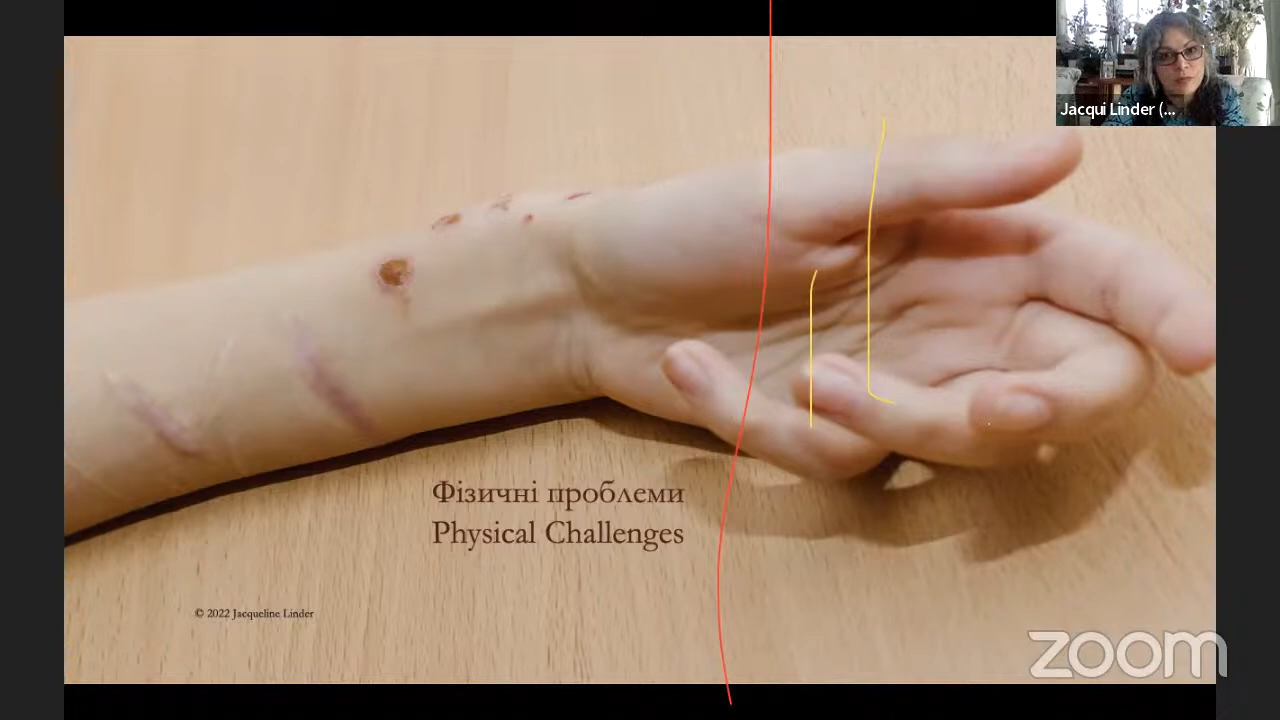 Jacqui Linder (...
Фізичні проблеми
Physical Challenges
© 2022 Jacqueline Linder
zoom